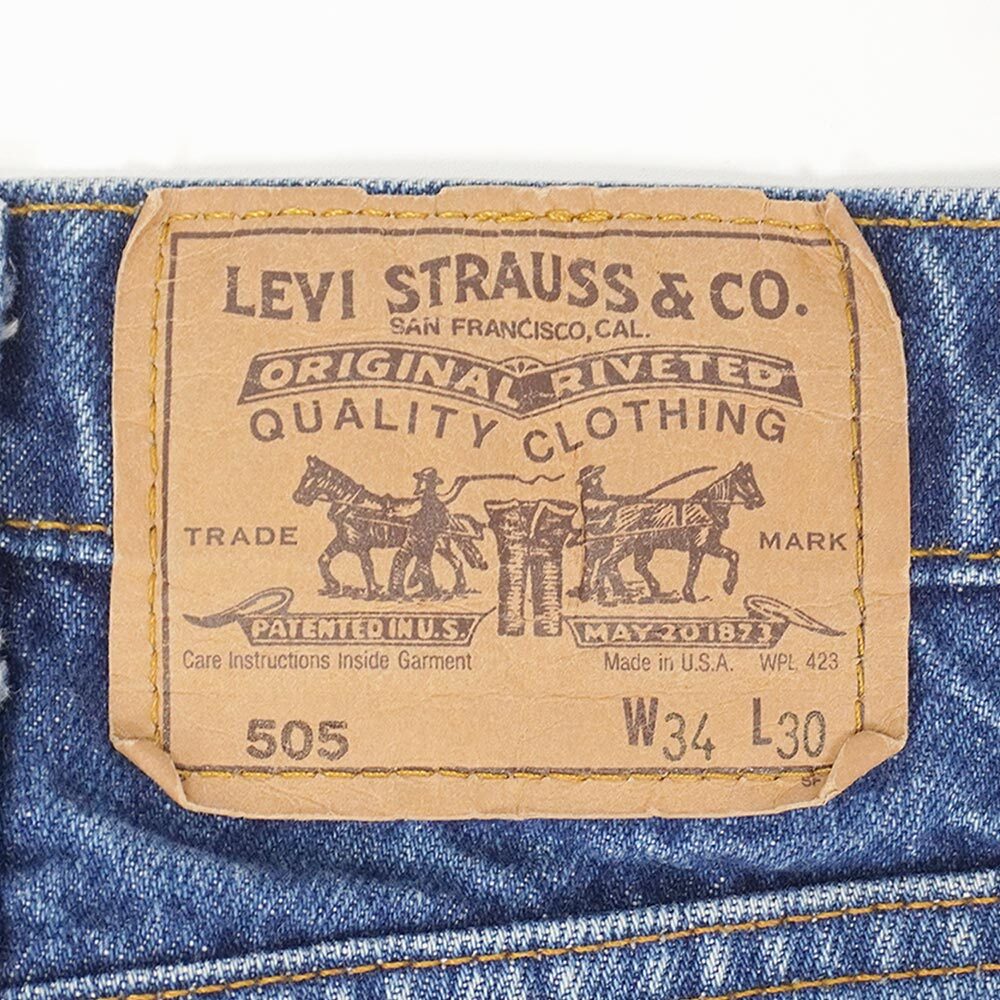 LEVI STRAUSS & CO.
SAN FRANCISCO, CAL.
ORIGINAL RIVETED
QUALITY CLOTHING
TRADE MARK
PATENTED IN U.S. MAY 20 1873
Care Instructions Inside Garment Made in U.S.A. WPL 423
505 W34 L30
SF